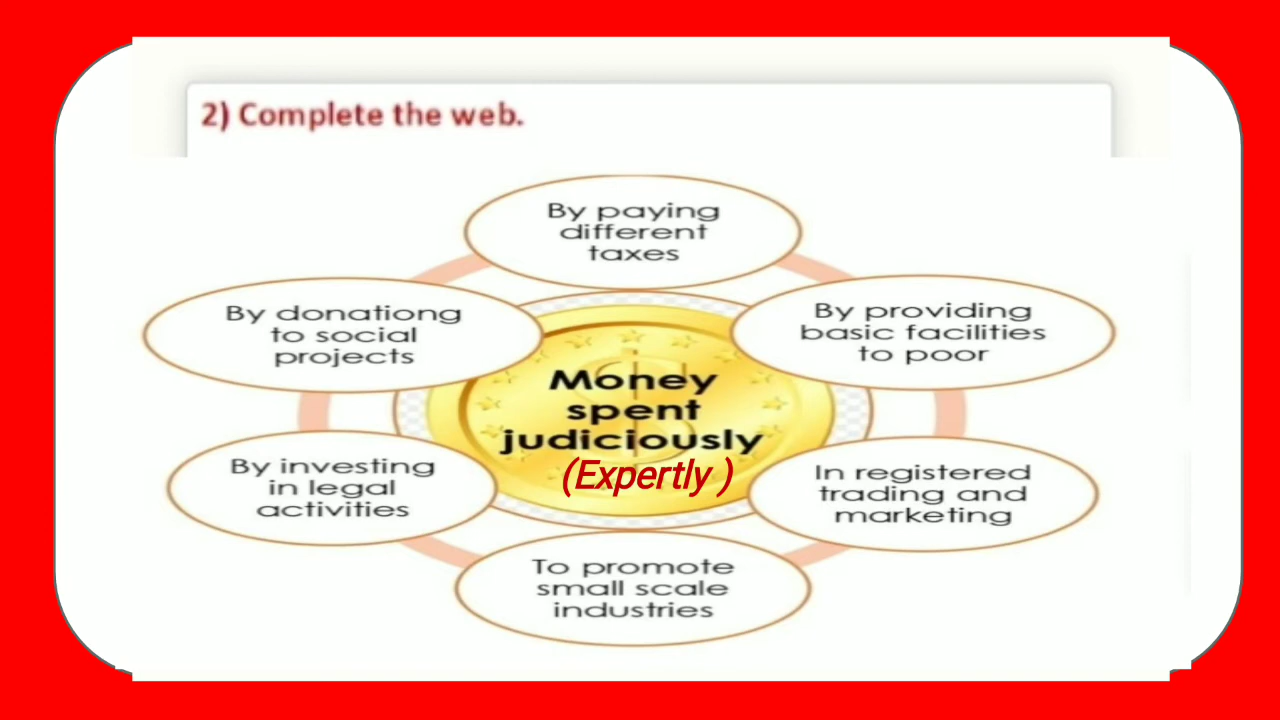 2) Complete the web.
By paying
different
taxes
By donationg
to social
projects
By providing
basic facilities
to poor
Money
spent
judiciously
(Expertly )
By investing
in legal
activities
In registered
trading and
marketing
To promote
small scale
industries